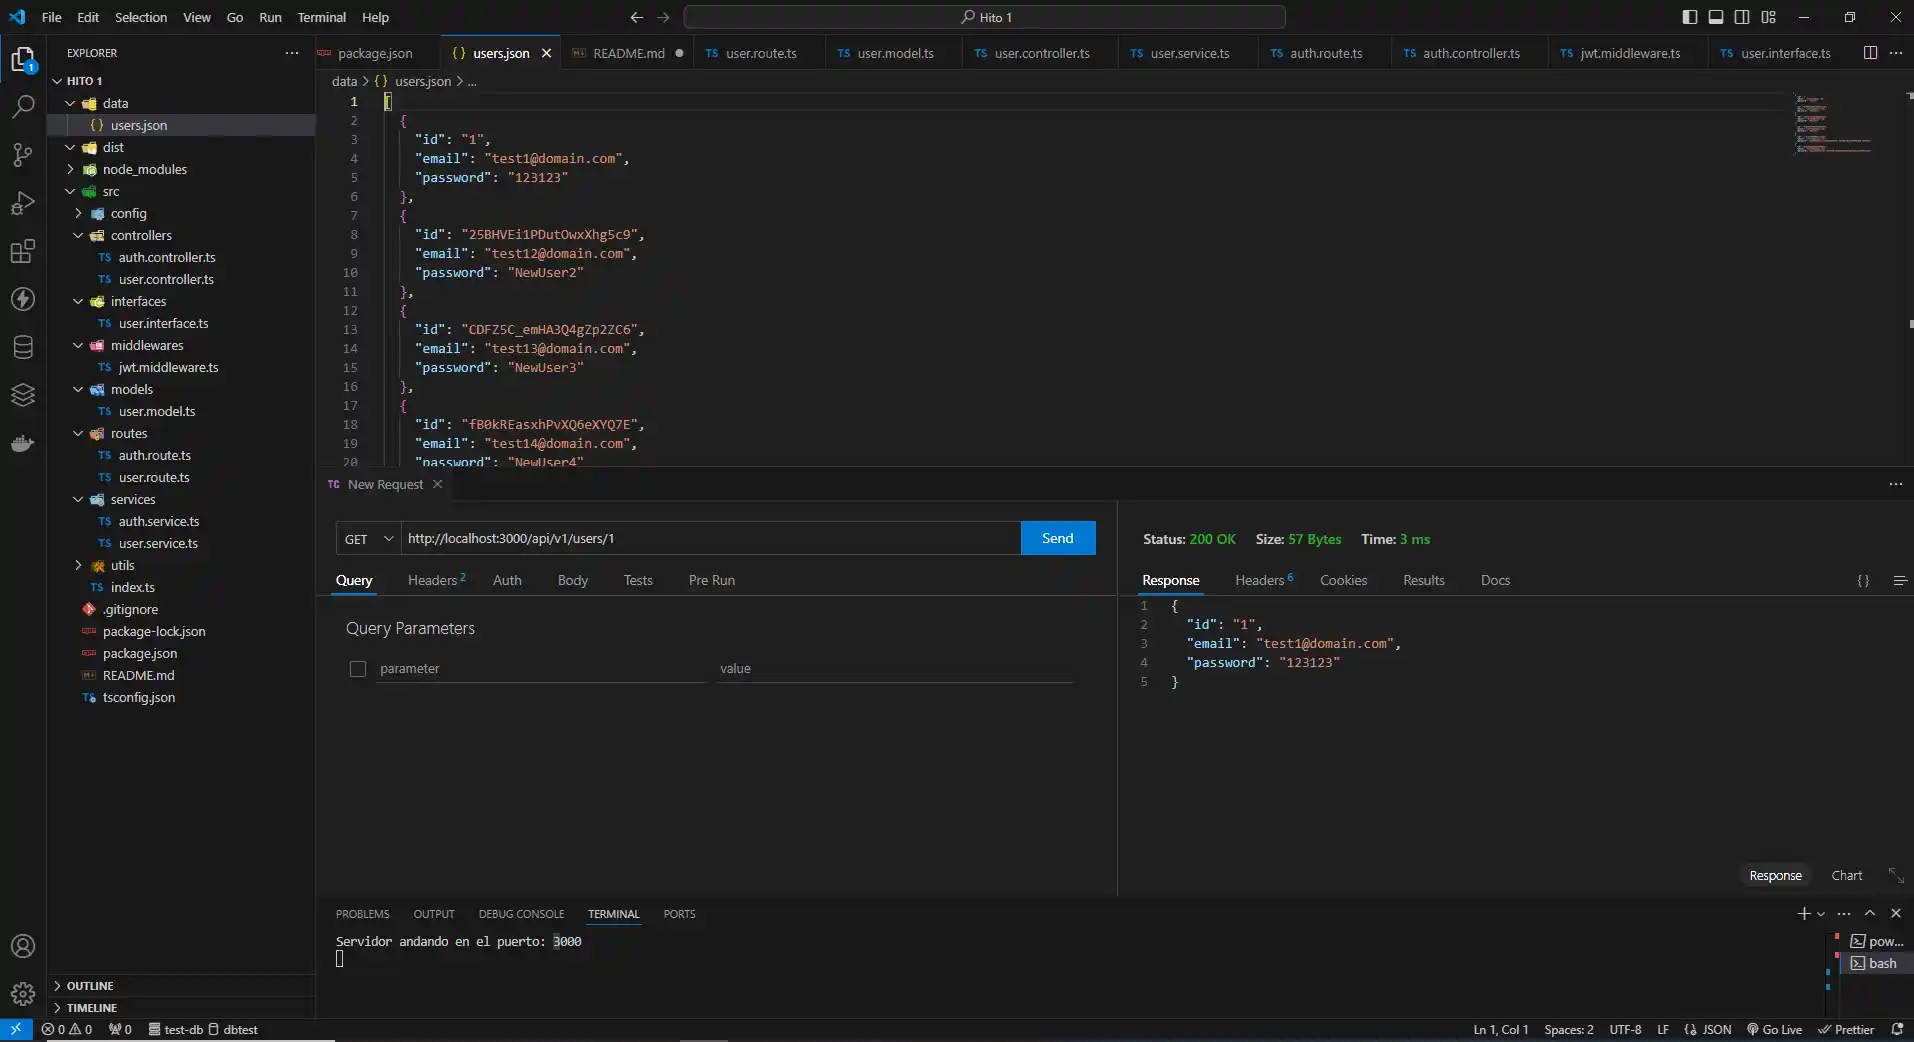 File Edit Selection View Go Run Terminal Help
Hito 1
EXPLORER
HITO 1
data
users.json
dist
node_modules
src
config
controllers
auth.controller.ts
user.controller.ts
interfaces
user.interface.ts
middlewares
jwt.middleware.ts
models
user.model.ts
routes
auth.route.ts
user.route.ts
services
auth.service.ts
user.service.ts
utils
index.ts
.gitignore
package-lock.json
package.json
README.md
tsconfig.json
OUTLINE
TIMELINE
package.json users.json README.md user.route.ts user.model.ts user.controller.ts user.service.ts auth.route.ts auth.controller.ts jwt.middleware.ts user.interface.ts
data > {} users.json > ...
1 [
2 {
3 "id": "1",
4 "email": "test1@domain.com",
5 "password": "123123"
6 },
7 {
8 "id": "25BHVEi1PDutOwxXhg5c9",
9 "email": "test12@domain.com",
10 "password": "NewUser2"
11 },
12 {
13 "id": "CDFZ5C_emHA3Q4gZp2ZC6",
14 "email": "test13@domain.com",
15 "password": "NewUser3"
16 },
17 {
18 "id": "fB0kREasxhPvXQ6eXYQ7E",
19 "email": "test14@domain.com",
20 "password": "NewUser4"
TC New Request
GET http://localhost:3000/api/v1/users/1 Send
Query Headers 2 Auth Body Tests Pre Run
Query Parameters
parameter value
Status: 200 OK Size: 57 Bytes Time: 3 ms
Response Headers 6 Cookies Results Docs {}
1 {
2 "id": "1",
3 "email": "test1@domain.com",
4 "password": "123123"
5 }
Response Chart
PROBLEMS OUTPUT DEBUG CONSOLE TERMINAL PORTS
Servidor andando en el puerto: 3000
pow...
bash
0 0 0 test-db dbtest
Ln 1, Col 1 Spaces: 2 UTF-8 LF JSON Go Live Prettier